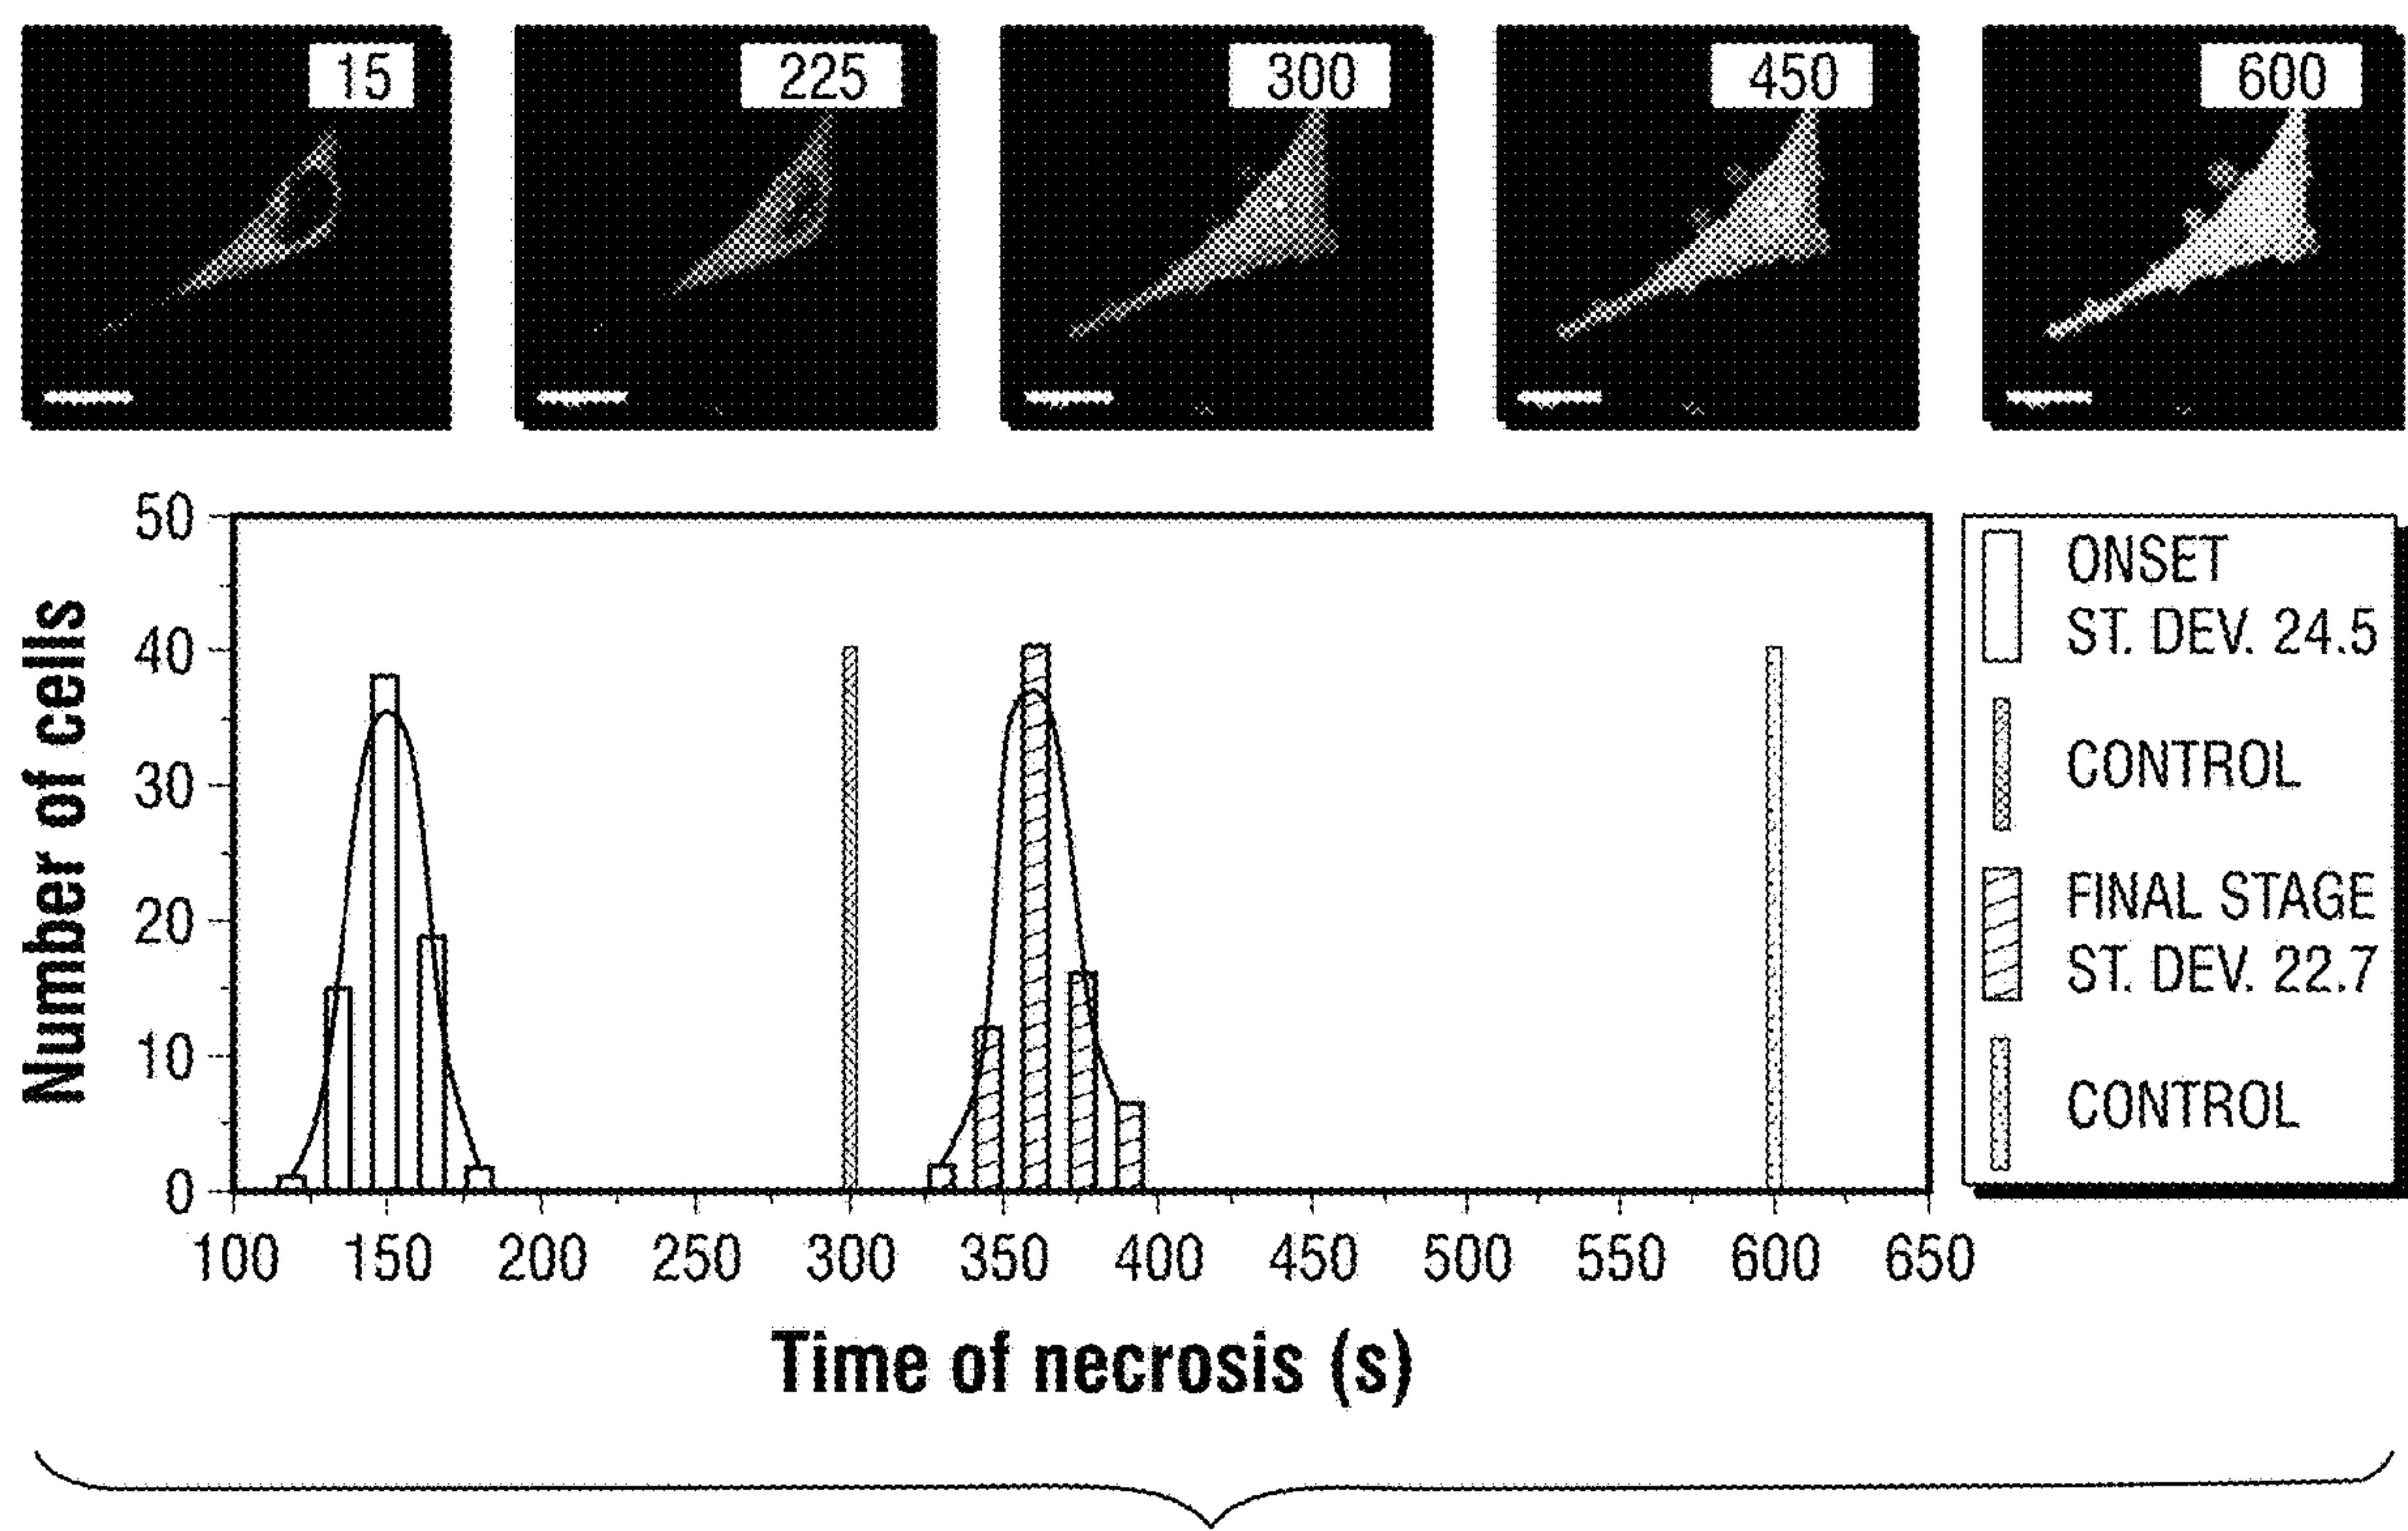 15
225
300
450
600
50
40
30
20
10
0
Number of cells
100 150 200 250 300 350 400 450 500 550 600 650
Time of necrosis (s)
ONSET
ST. DEV. 24.5
CONTROL
FINAL STAGE
ST. DEV. 22.7
CONTROL